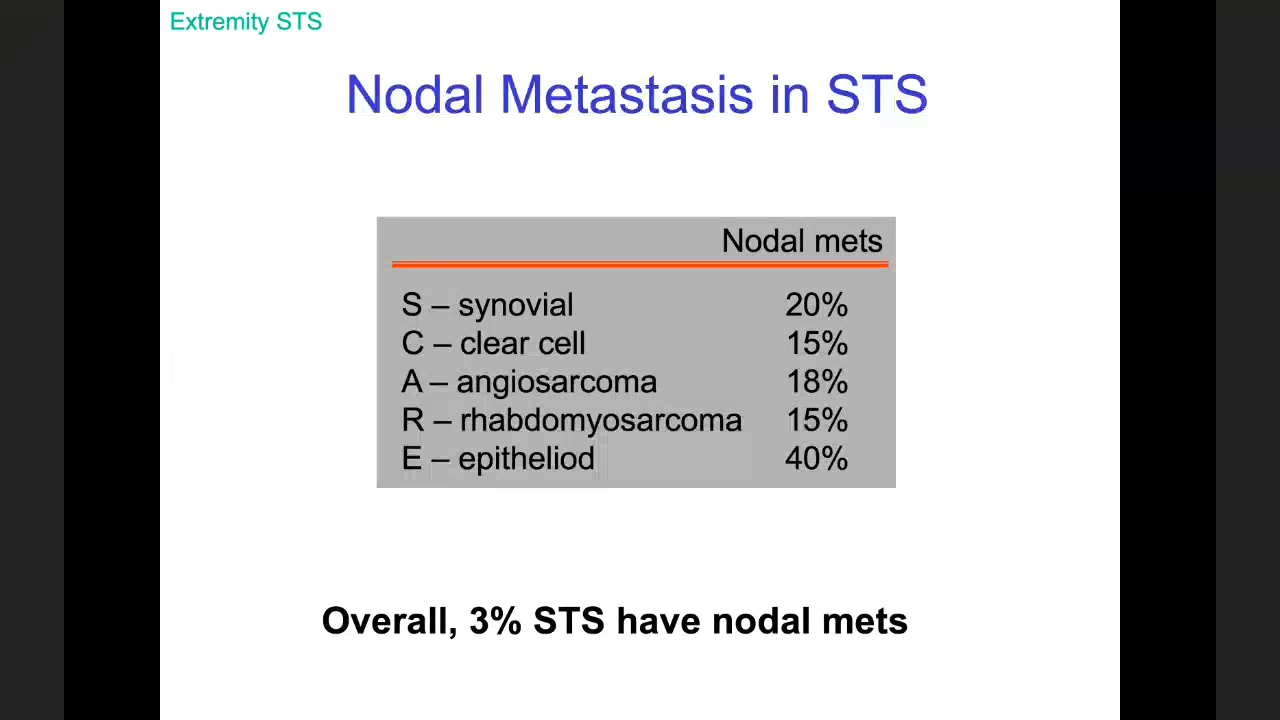 Extremity STS
Nodal Metastasis in STS
Nodal mets
S – synovial 20%
C – clear cell 15%
A – angiosarcoma 18%
R – rhabdomyosarcoma 15%
E – epitheliod 40%
Overall, 3% STS have nodal mets